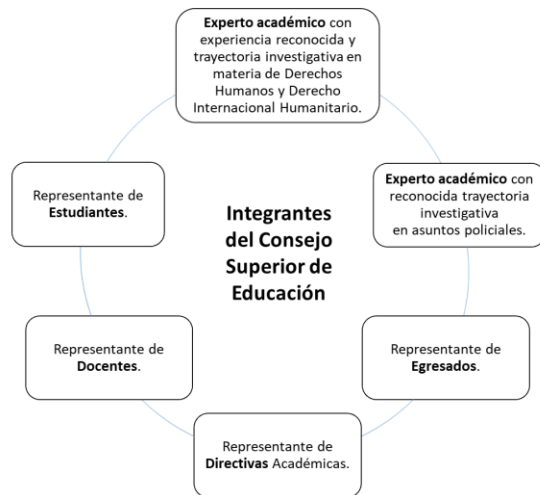 Experto académico con
experiencia reconocida y
trayectoria investigativa en
materia de Derechos
Humanos y Derecho
Internacional Humanitario.
Experto académico con
reconocida trayectoria
investigativa
en asuntos policiales.
Representante de
Egresados.
Representante de
Directivas Académicas.
Representante de
Docentes.
Representante de
Estudiantes.
Integrantes
del Consejo
Superior de
Educación